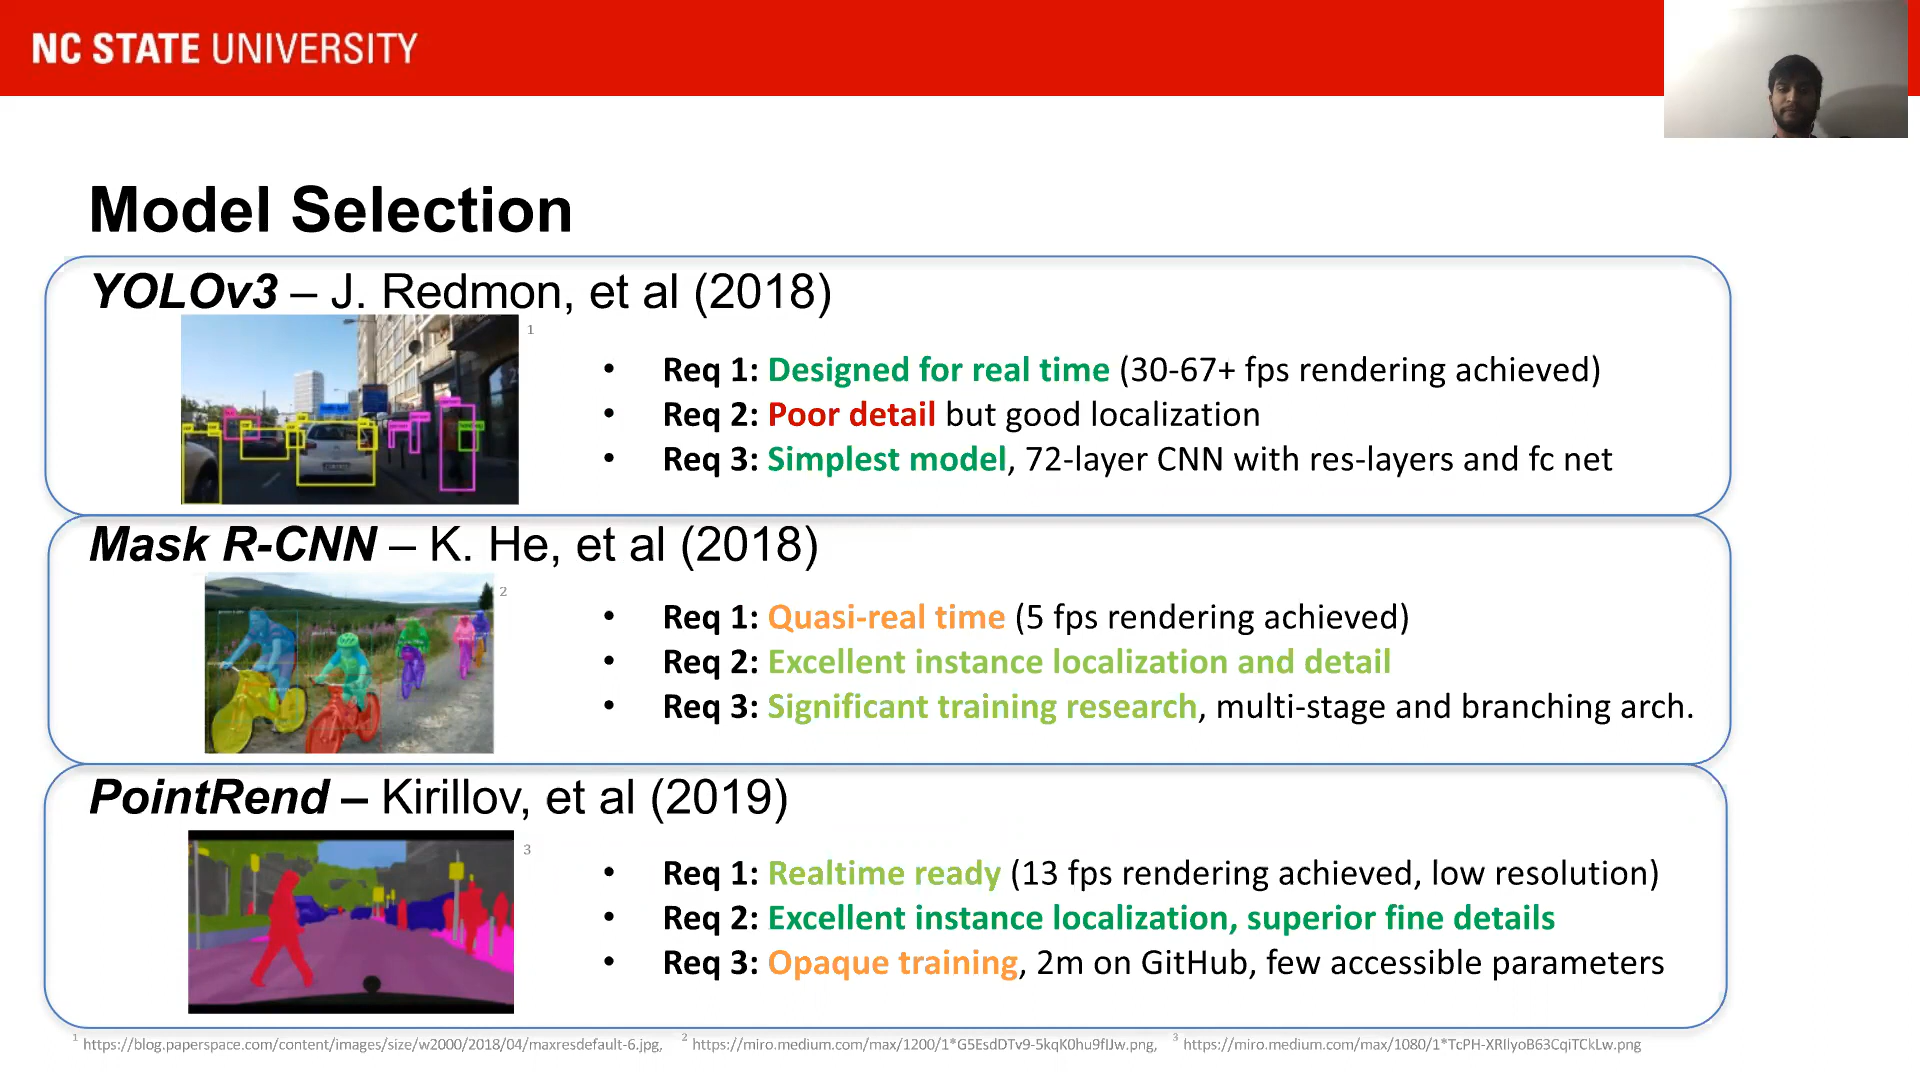 NC STATE UNIVERSITY
Model Selection
YOLOv3 – J. Redmon, et al (2018)
1
• Req 1: Designed for real time (30-67+ fps rendering achieved)
• Req 2: Poor detail but good localization
• Req 3: Simplest model, 72-layer CNN with res-layers and fc net
Mask R-CNN – K. He, et al (2018)
2
• Req 1: Quasi-real time (5 fps rendering achieved)
• Req 2: Excellent instance localization and detail
• Req 3: Significant training research, multi-stage and branching arch.
PointRend – Kirillov, et al (2019)
3
• Req 1: Realtime ready (13 fps rendering achieved, low resolution)
• Req 2: Excellent instance localization, superior fine details
• Req 3: Opaque training, 2m on GitHub, few accessible parameters
1 https://blog.paperspace.com/content/images/size/w2000/2018/04/maxresdefault-6.jpg, 2 https://miro.medium.com/max/1200/1*G5EsdDTv9-5kqK0hu9fIJw.png, 3 https://miro.medium.com/max/1080/1*TcPH-XRIlyoB63CqiTCkLw.png